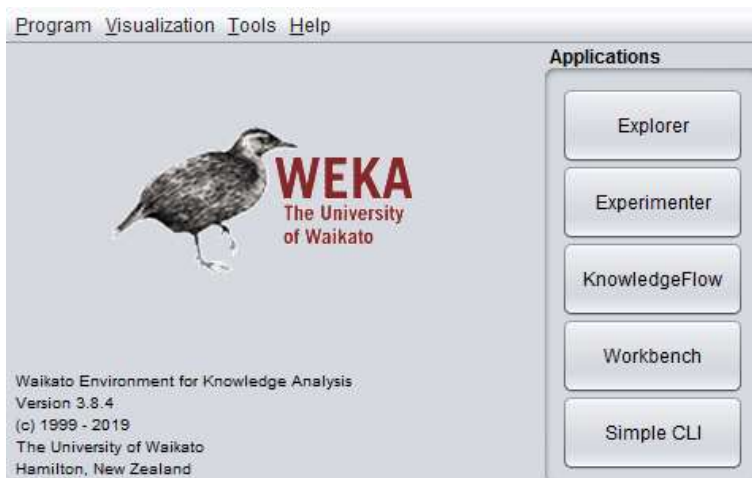 Program Visualization Tools Help
Applications
WEKA
The University
of Waikato
Explorer
Experimenter
KnowledgeFlow
Workbench
Simple CLI
Waikato Environment for Knowledge Analysis
Version 3.8.4
(c) 1999 - 2019
The University of Waikato
Hamilton, New Zealand